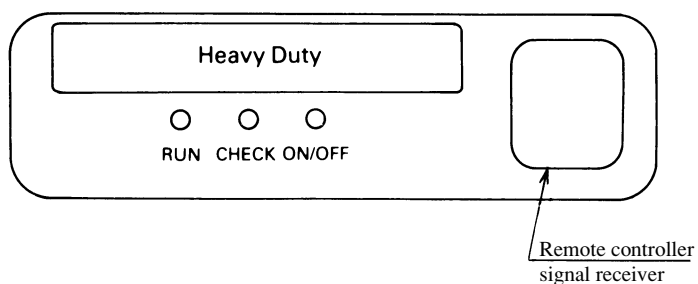 Heavy Duty
RUN CHECK ON/OFF
Remote controller
signal receiver